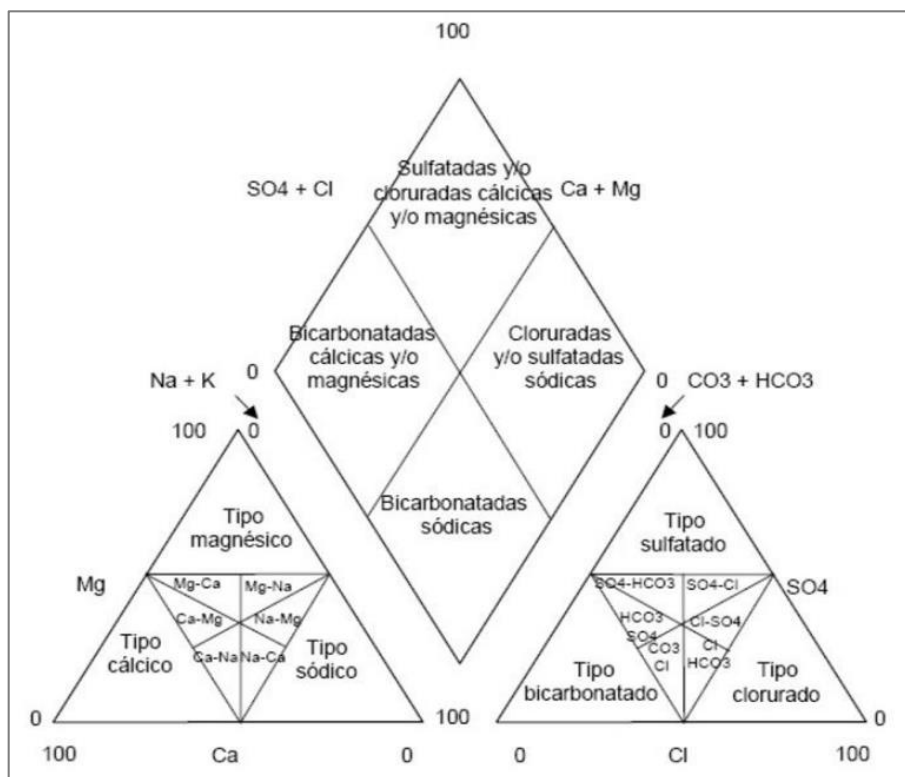 100
SO4 + Cl
Ca + Mg
Sulfatadas y/o
cloruradas cálcicas
y/o magnésicas
Bicarbonatadas
cálcicas y/o
magnésicas
Cloruradas
y/o sulfatadas
sódicas
Bicarbonatadas
sódicas
0
0
Na + K
CO3 + HCO3
100
0
0
100
Tipo
magnésico
Mg
Mg-Ca
Mg-Na
Ca-Mg
Na-Mg
Ca-Na
Na-Ca
Tipo
cálcico
Tipo
sódico
0
100
100
Ca
0
Tipo
sulfatado
SO4
SO4-HCO3
SO4-Cl
HCO3
SO4
Cl-SO4
CO3
Cl
Cl
HCO3
Tipo
bicarbonatado
Tipo
clorurado
0
0
Cl
100